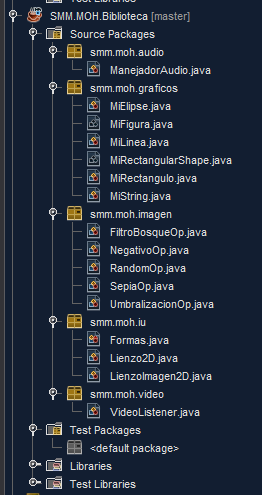 SMM.MOH.Biblioteca [master]
Source Packages
smm.moh.audio
ManejadorAudio.java
smm.moh.graficos
MiElipse.java
MiFigura.java
MiLinea.java
MiRectangularShape.java
MiRectangulo.java
MiString.java
smm.moh.imagen
FiltroBosqueOp.java
NegativoOp.java
RandomOp.java
SepiaOp.java
UmbralizacionOp.java
smm.moh.iu
Formas.java
Lienzo2D.java
LienzoImagen2D.java
smm.moh.video
VideoListener.java
Test Packages
<default package>
Libraries
Test Libraries